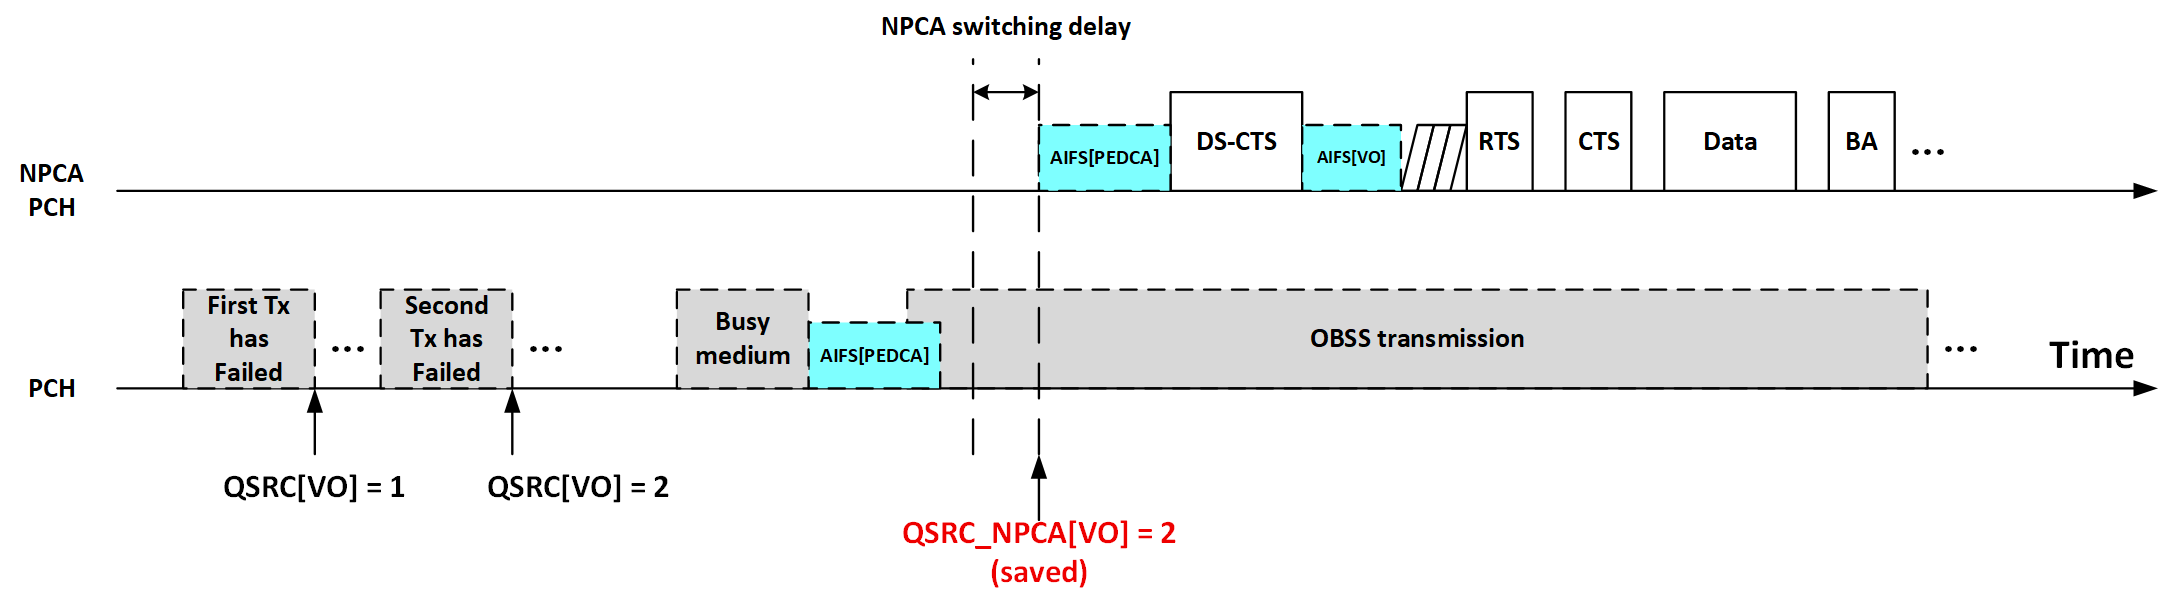 NPCA switching delay
NPCA
PCH
AIFS[PEDCA]
DS-CTS
AIFS[VO]
RTS
CTS
Data
BA
...
PCH
First Tx
has
Failed
...
Second
Tx has
Failed
...
Busy
medium
AIFS[PEDCA]
OBSS transmission
...
Time
QSRC[VO] = 1
QSRC[VO] = 2
QSRC_NPCA[VO] = 2
(saved)